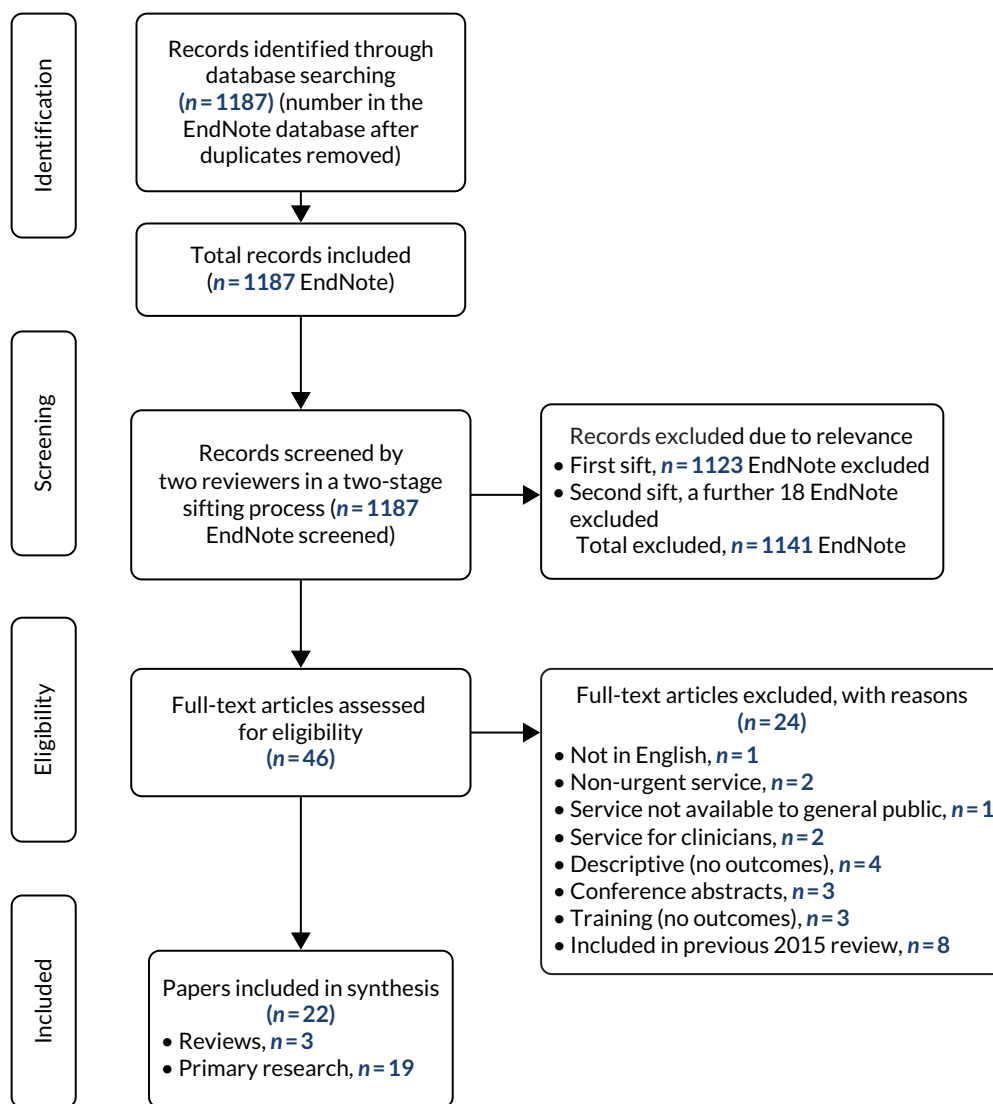 Identification
Records identified through
database searching
(n=1187) (number in the
EndNote database after
duplicates removed)
Total records included
(n=1187 EndNote)
Screening
Records screened by
two reviewers in a two-stage
sifting process (n=1187
EndNote screened)
Records excluded due to relevance
• First sift, n=1123 EndNote excluded
• Second sift, a further 18 EndNote
excluded
Total excluded, n=1141 EndNote
Eligibility
Full-text articles assessed
for eligibility
(n=46)
Full-text articles excluded, with reasons
(n=24)
• Not in English, n=1
• Non-urgent service, n=2
• Service not available to general public, n=1
• Service for clinicians, n=2
• Descriptive (no outcomes), n=4
• Conference abstracts, n=3
• Training (no outcomes), n=3
• Included in previous 2015 review, n=8
Included
Papers included in synthesis
(n=22)
• Reviews, n=3
• Primary research, n=19